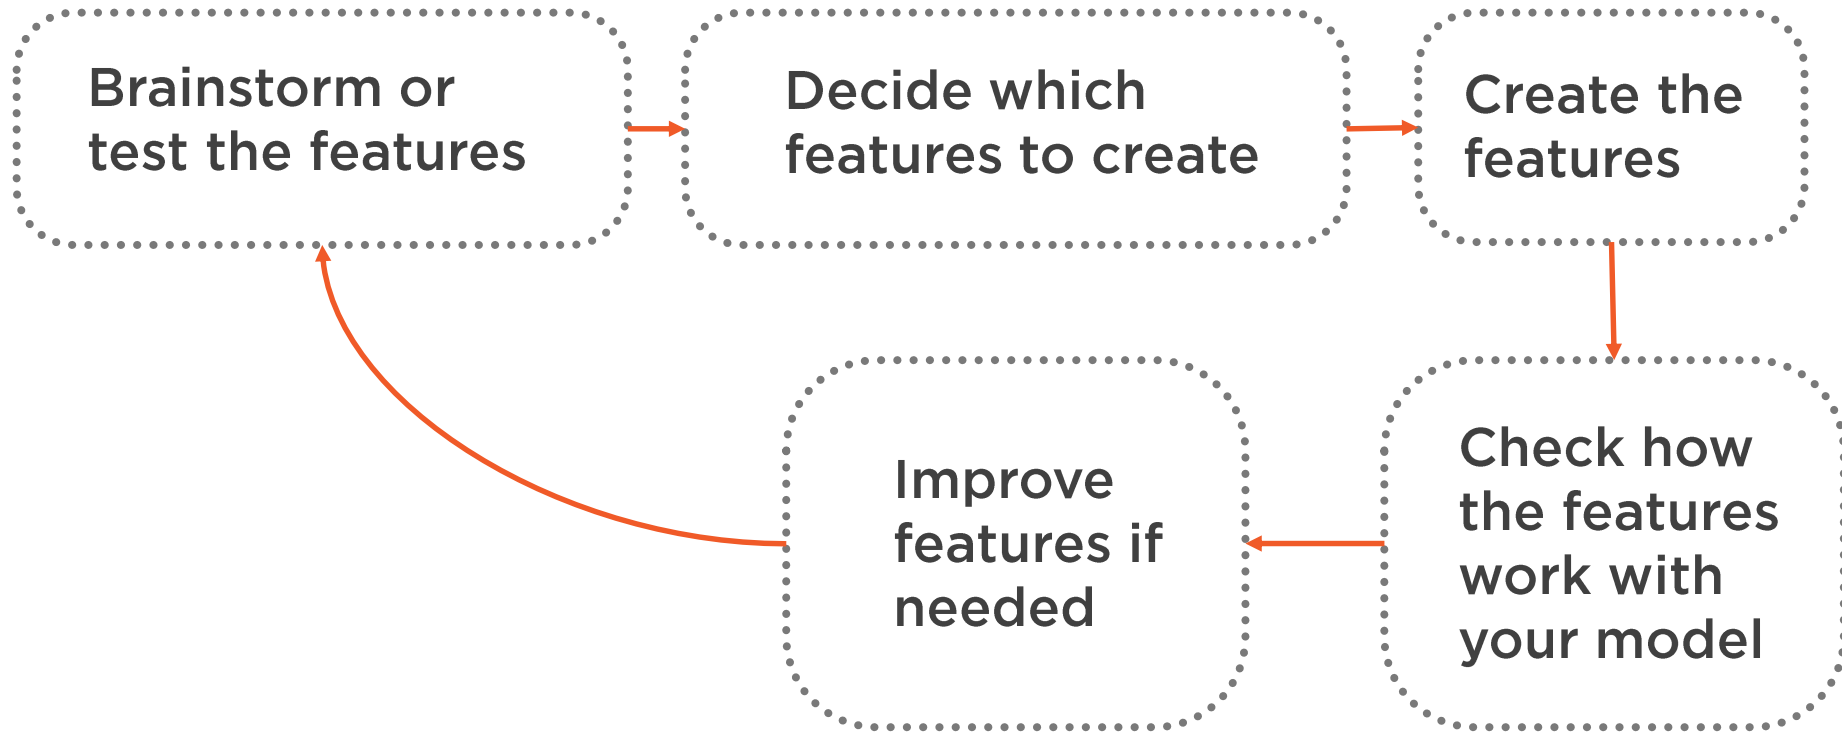 Brainstorm or
test the features
Decide which
features to create
Create the
features
Check how
the features
work with
your model
Improve
features if
needed